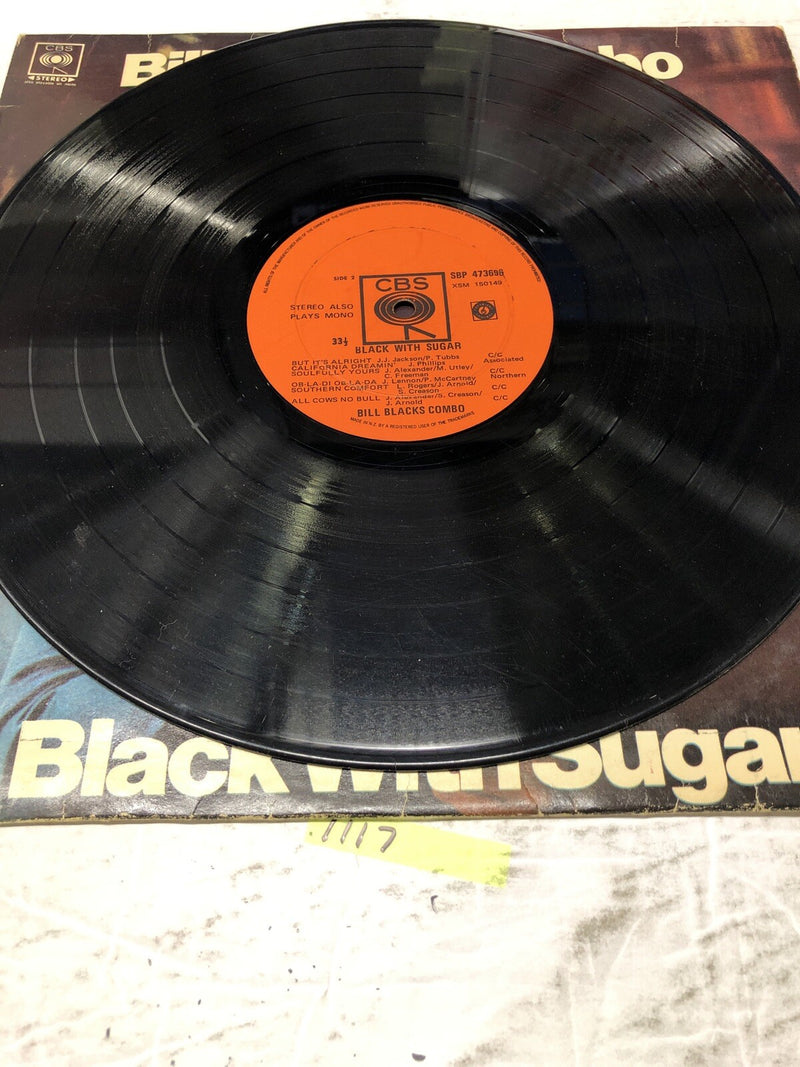 CBS
STEREO
Bill
bo
SIDE 2
CBS
SBP 473696
XSM 150149
STEREO ALSO
PLAYS MONO
33⅓
BLACK WITH SUGAR
BUT IT'S ALRIGHT J.J. Jackson/P. Tubbs C/C
CALIFORNIA DREAMIN' J. Phillips Associated
SOULFULLY YOURS J. Alexander/M. Utley/
C. Freeman C/C
OB-LA-DI OB-LA-DA J. Lennon/P. McCartney Northern
SOUTHERN COMFORT L. Rogers/J. Arnold/
S. Creason C/C
ALL COWS NO BULL J. Alexander/S. Creason/
J. Arnold C/C
BILL BLACKS COMBO
MADE IN N.Z. BY A REGISTERED USER OF THE TRADEMARKS
Black with Sugar
1117